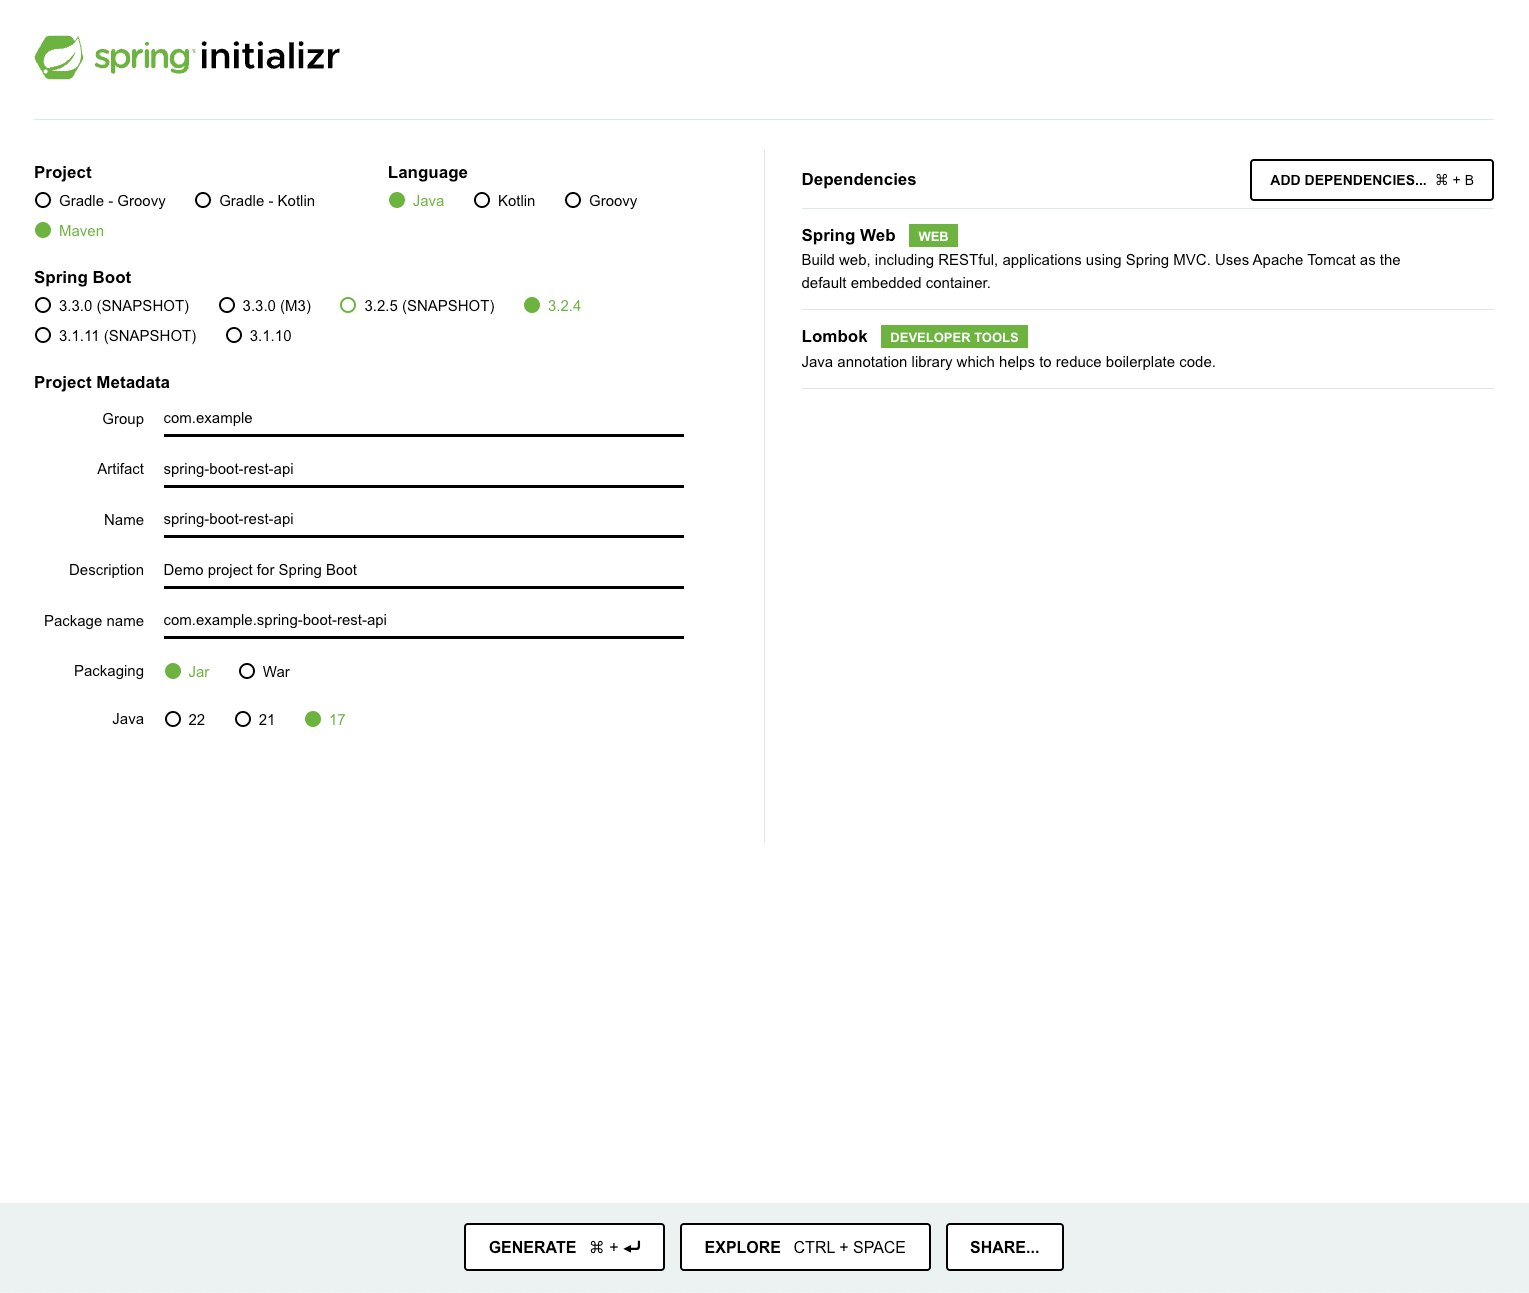 spring initializr
Project
Gradle - Groovy Gradle - Kotlin
Maven
Language
Java Kotlin Groovy
Spring Boot
3.3.0 (SNAPSHOT) 3.3.0 (M3) 3.2.5 (SNAPSHOT) 3.2.4
3.1.11 (SNAPSHOT) 3.1.10
Project Metadata
Group com.example
Artifact spring-boot-rest-api
Name spring-boot-rest-api
Description Demo project for Spring Boot
Package name com.example.spring-boot-rest-api
Packaging Jar War
Java 22 21 17
Dependencies ADD DEPENDENCIES... ⌘ + B
Spring Web WEB
Build web, including RESTful, applications using Spring MVC. Uses Apache Tomcat as the
default embedded container.
Lombok DEVELOPER TOOLS
Java annotation library which helps to reduce boilerplate code.
GENERATE ⌘ + ⏎ EXPLORE CTRL + SPACE SHARE...